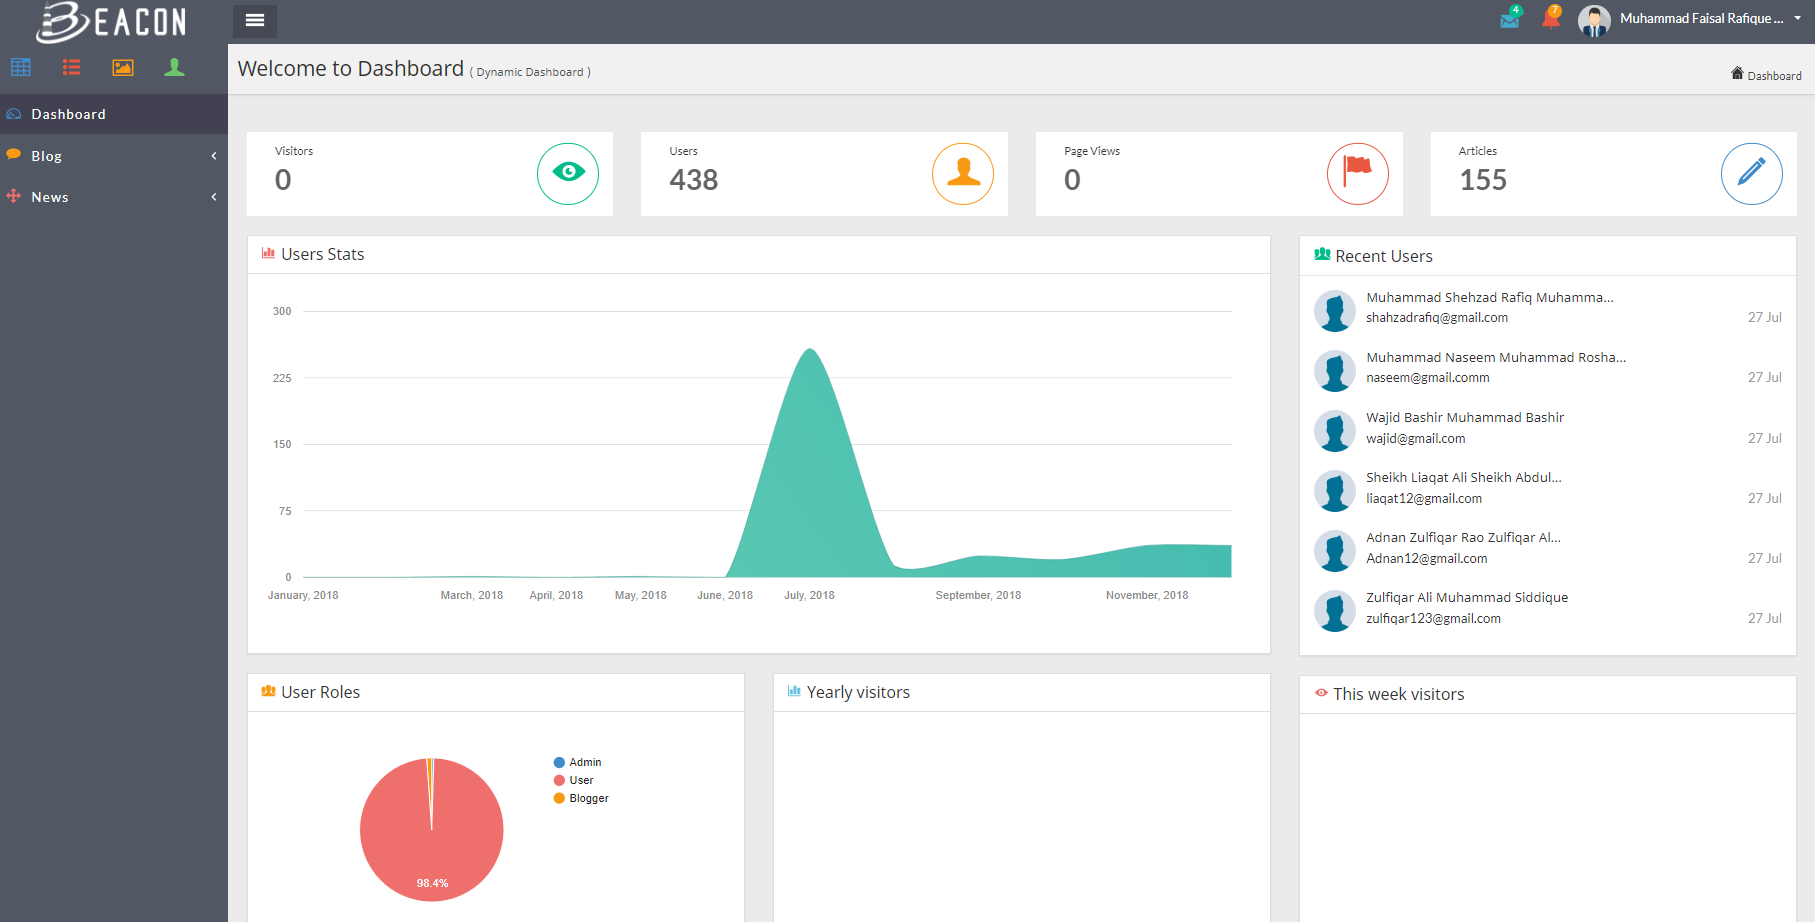 BEACON
4
7
Muhammad Faisal Rafique ...
Welcome to Dashboard ( Dynamic Dashboard )
Dashboard
Dashboard
Blog
News
Visitors
0
Users
438
Page Views
0
Articles
155
Users Stats
300
225
150
75
0
January, 2018
March, 2018
April, 2018
May, 2018
June, 2018
July, 2018
September, 2018
November, 2018
Recent Users
Muhammad Shehzad Rafiq Muhamma...
shahzadrafiq@gmail.com
27 Jul
Muhammad Naseem Muhammad Rosha...
naseem@gmail.comm
27 Jul
Wajid Bashir Muhammad Bashir
wajid@gmail.com
27 Jul
Sheikh Liaqat Ali Sheikh Abdul...
liaqat12@gmail.com
27 Jul
Adnan Zulfiqar Rao Zulfiqar Al...
Adnan12@gmail.com
27 Jul
Zulfiqar Ali Muhammad Siddique
zulfiqar123@gmail.com
27 Jul
User Roles
Admin
User
Blogger
98.4%
Yearly visitors
This week visitors